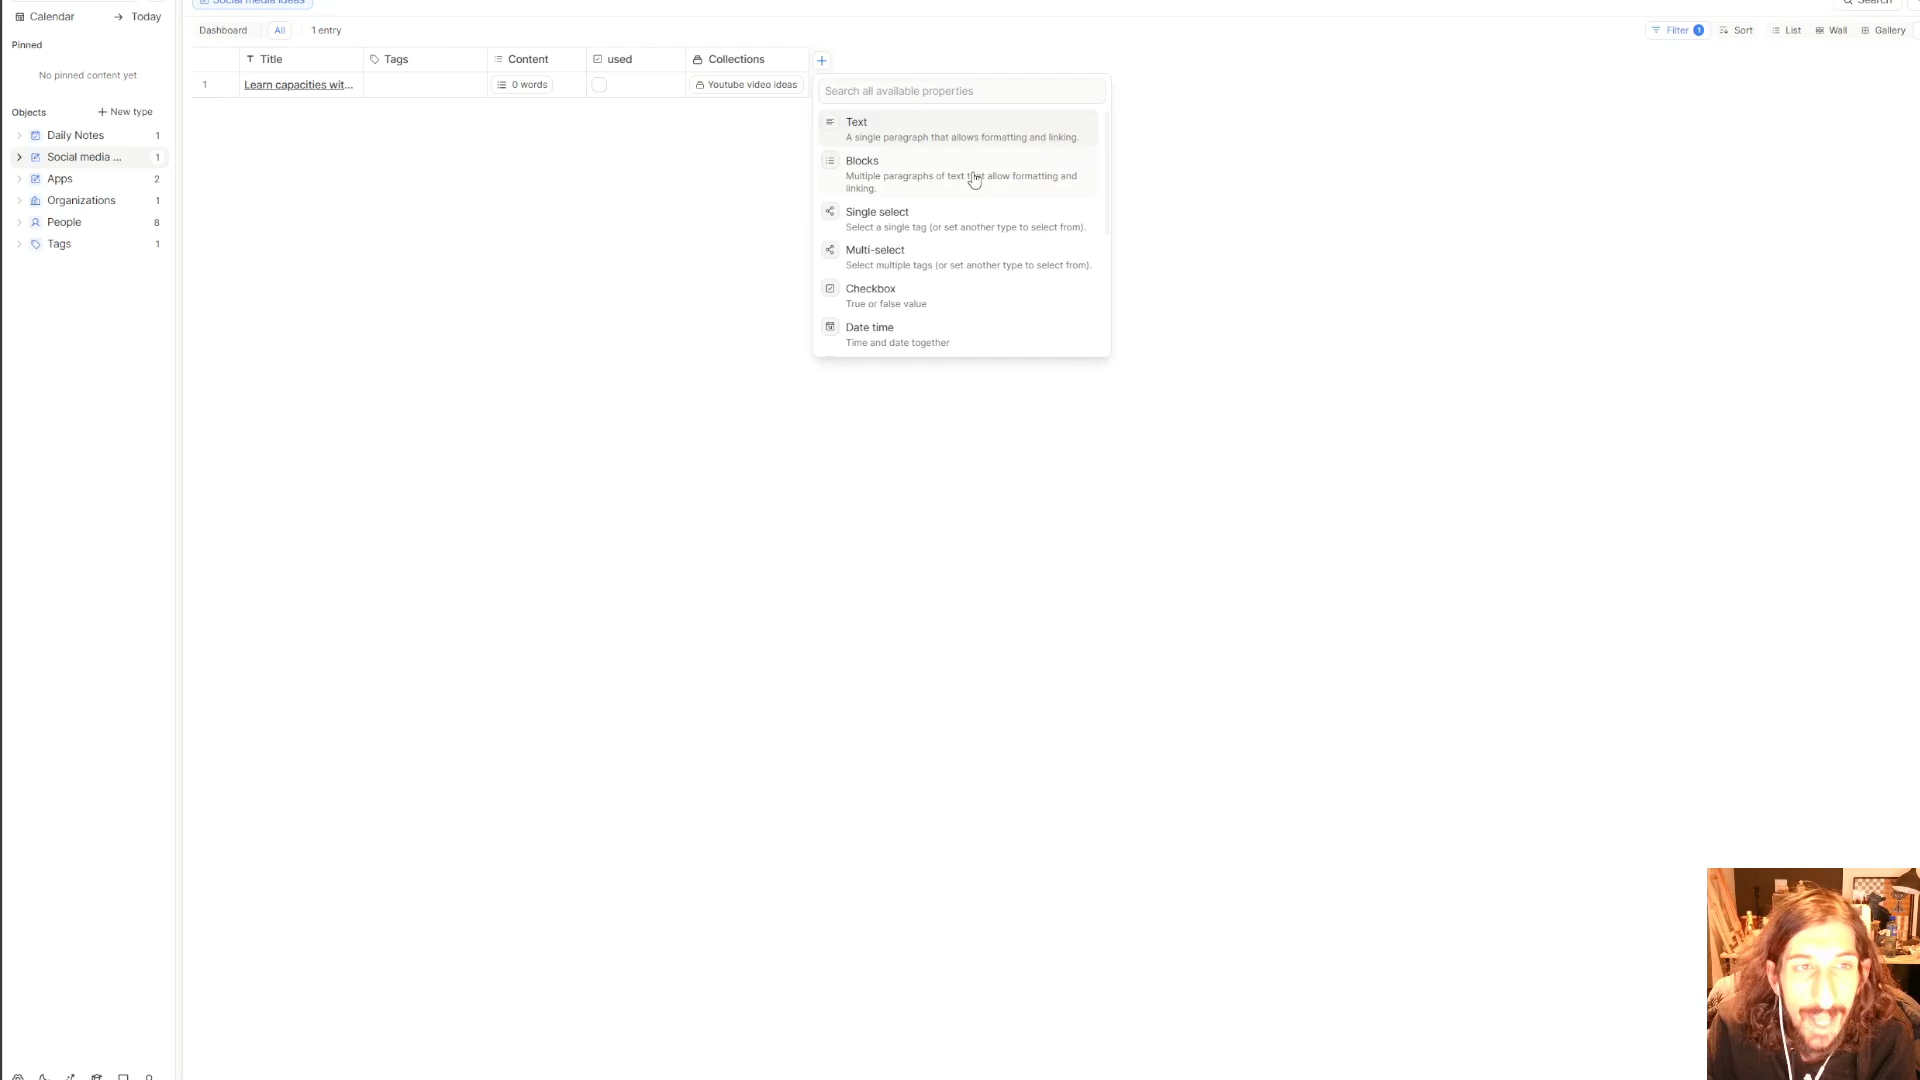 Calendar
Today
Social media ideas
Search
Pinned
Dashboard
All
1 entry
Filter 1
Sort
List
Wall
Gallery
No pinned content yet
Title
Tags
Content
used
Collections
1
Learn capacities wit...
0 words
Youtube video ideas
Objects
New type
Daily Notes 1
Social media ... 1
Apps 2
Organizations 1
People 8
Tags 1
Search all available properties
Text
A single paragraph that allows formatting and linking.
Blocks
Multiple paragraphs of text that allow formatting and
linking.
Single select
Select a single tag (or set another type to select from).
Multi-select
Select multiple tags (or set another type to select from).
Checkbox
True or false value
Date time
Time and date together